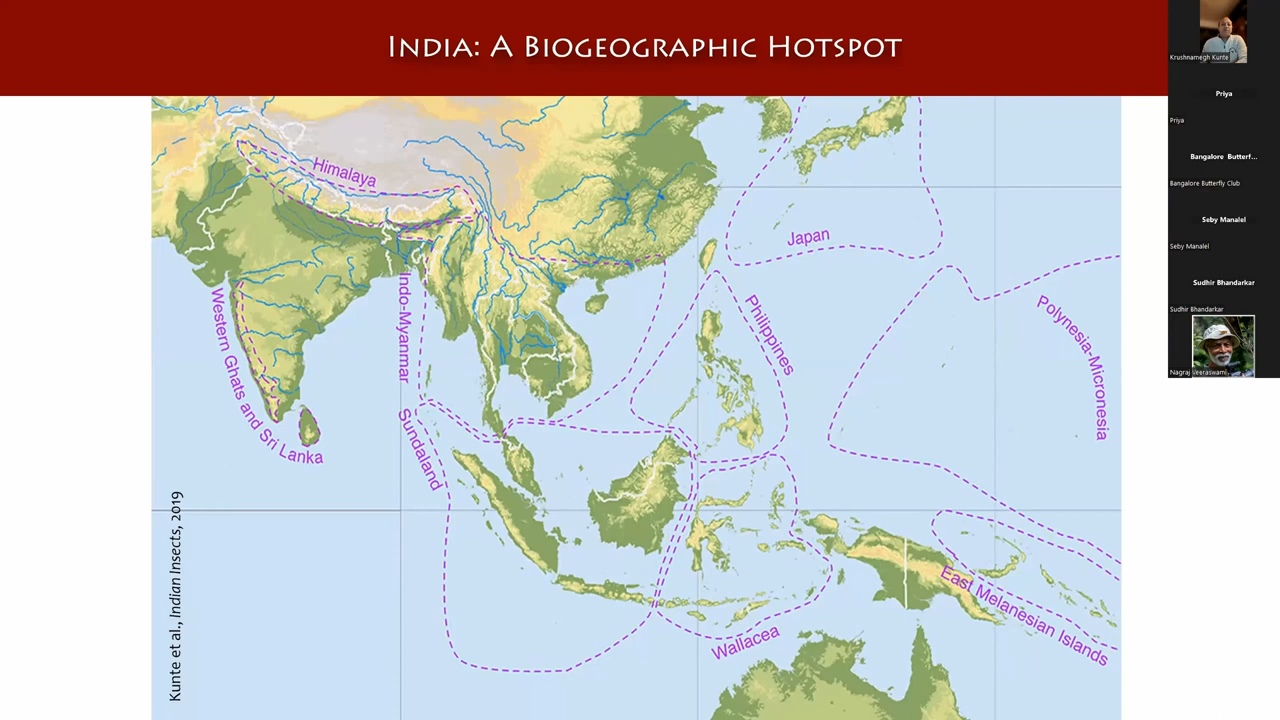 India: A Biogeographic Hotspot
Himalaya
Japan
Indo-Myanmar
Philippines
Polynesia-Micronesia
Western Ghats and Sri Lanka
Sundaland
East Melanesian Islands
Wallacea
Kunte et al., Indian Insects, 2019
Krushnamegh Kunte
Priya
Priya
Bangalore Butterf...
Bangalore Butterfly Club
Seby Manalel
Seby Manalel
Sudhir Bhandarkar
Sudhir Bhandarkar
Nagraj Veeraswami